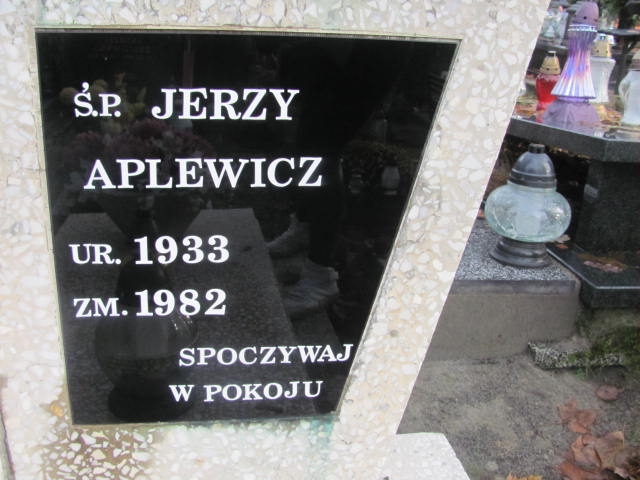 Ś.P. JERZY
APLEWICZ
UR. 1933
ZM. 1982
SPOCZYWAJ
W POKOJU